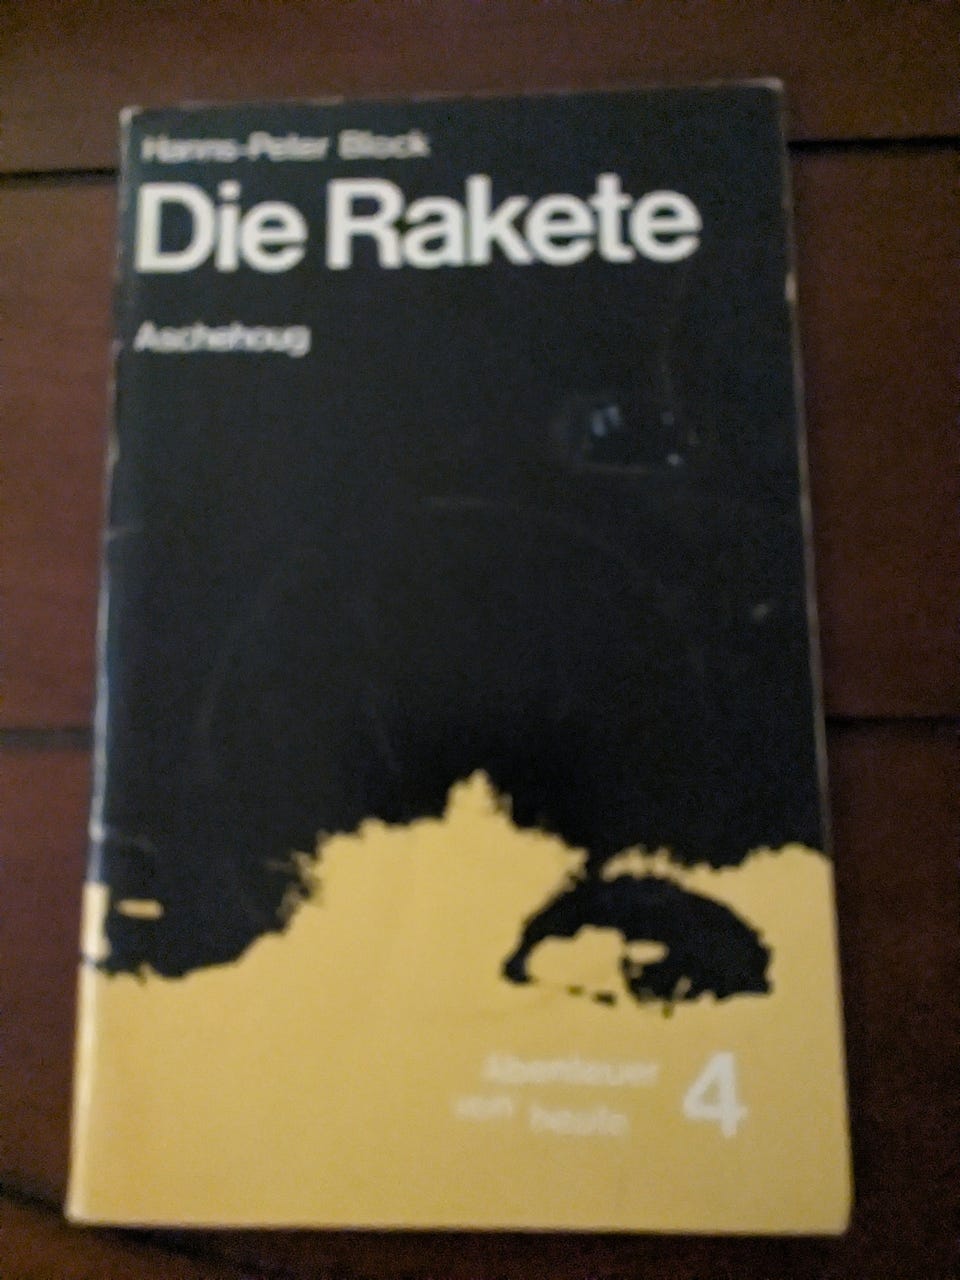 Hanns-Peter Block
Die Rakete
Aschehoug
Abenteuer 4
von heute